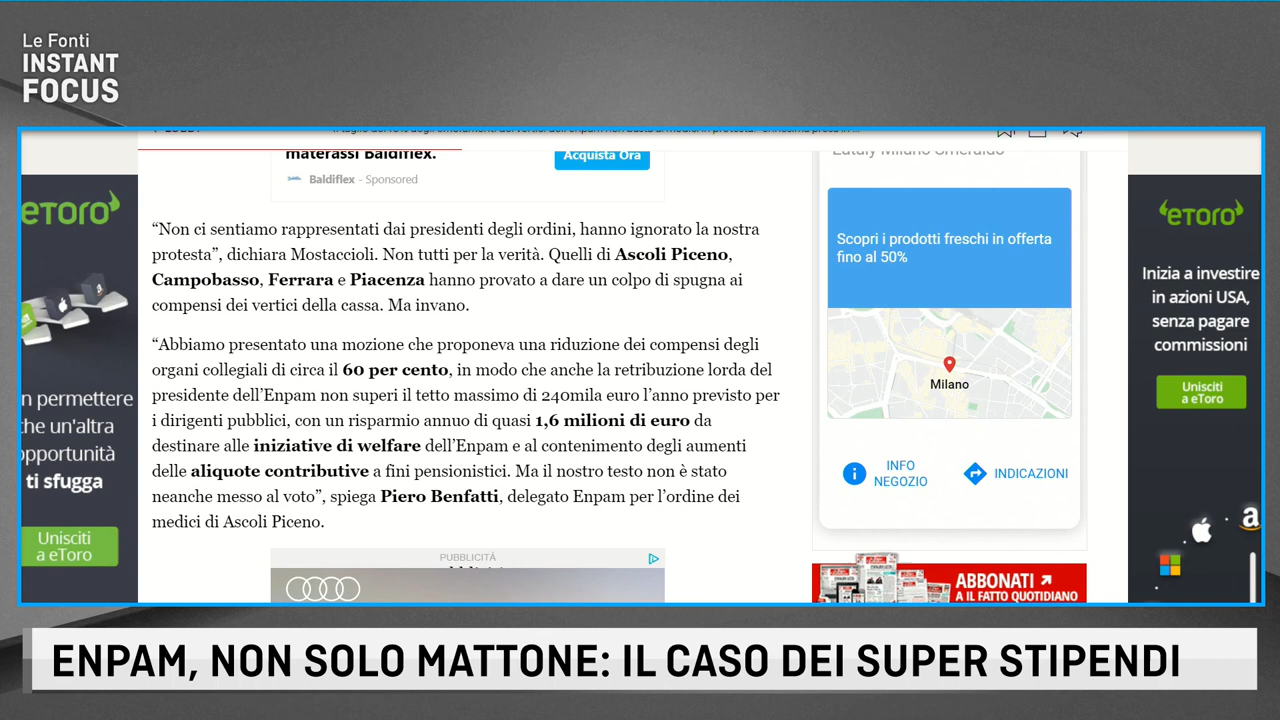 Le Fonti
INSTANT
FOCUS
materassi Baldiflex.
Acquista Ora
Baldiflex - Sponsored
“Non ci sentiamo rappresentati dai presidenti degli ordini, hanno ignorato la nostra
protesta”, dichiara Mostaccioli. Non tutti per la verità. Quelli di Ascoli Piceno,
Campobasso, Ferrara e Piacenza hanno provato a dare un colpo di spugna ai
compensi dei vertici della cassa. Ma invano.
“Abbiamo presentato una mozione che proponeva una riduzione dei compensi degli
organi collegiali di circa il 60 per cento, in modo che anche la retribuzione lorda del
presidente dell’Enpam non superi il tetto massimo di 240mila euro l’anno previsto per
i dirigenti pubblici, con un risparmio annuo di quasi 1,6 milioni di euro da
destinare alle iniziative di welfare dell’Enpam e al contenimento degli aumenti
delle aliquote contributive a fini pensionistici. Ma il nostro testo non è stato
neanche messo al voto”, spiega Piero Benfatti, delegato Enpam per l’ordine dei
medici di Ascoli Piceno.
PUBBLICITÀ
eToro
n permettere
che un'altra
opportunità
ti sfugga
Unisciti
a eToro
Eataly Milano Smeraldo
Scopri i prodotti freschi in offerta
fino al 50%
Milano
INFO
NEGOZIO
INDICAZIONI
ABBONATI
A IL FATTO QUOTIDIANO
eToro
Inizia a investire
in azioni USA,
senza pagare
commissioni
Unisciti
a eToro
a
ENPAM, NON SOLO MATTONE: IL CASO DEI SUPER STIPENDI